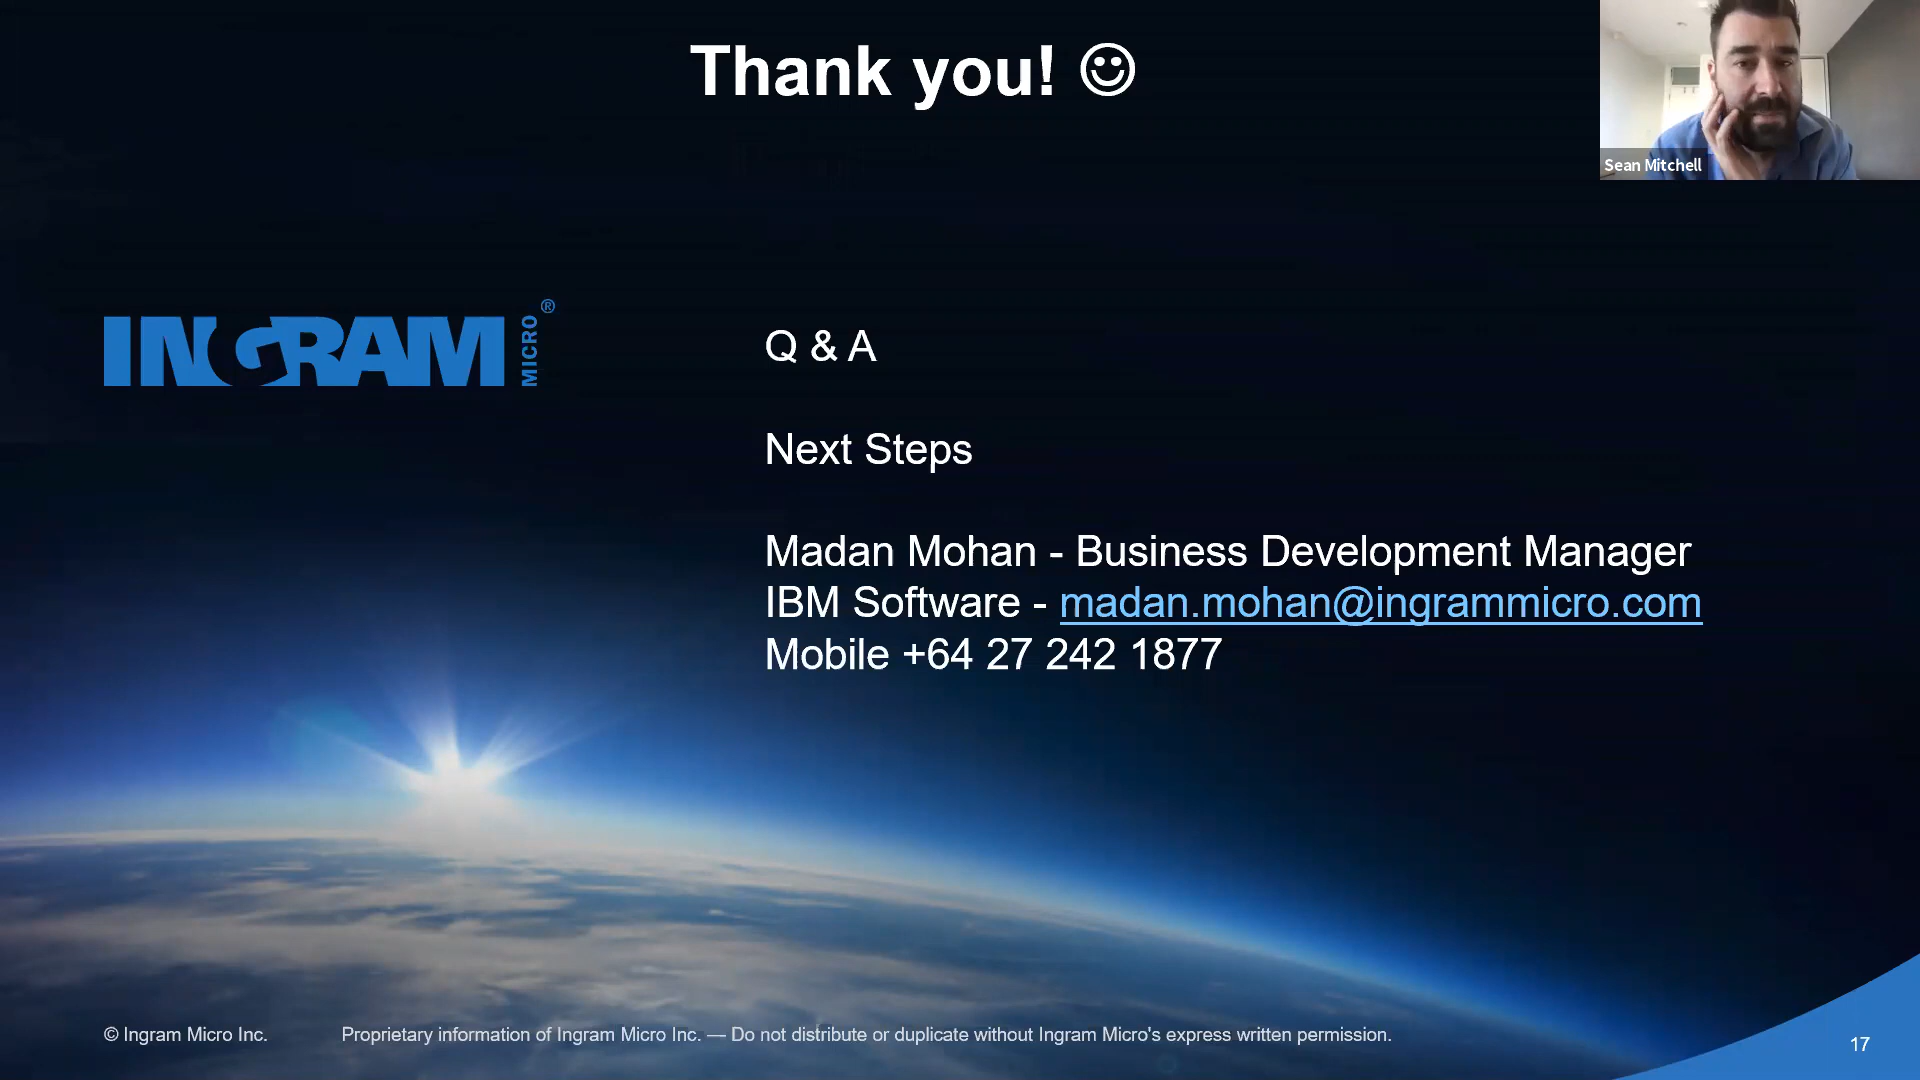 Thank you! ☺
Sean Mitchell
INGRAM MICRO ®
Q & A
Next Steps
Madan Mohan - Business Development Manager
IBM Software - madan.mohan@ingrammicro.com
Mobile +64 27 242 1877
© Ingram Micro Inc. Proprietary information of Ingram Micro Inc. — Do not distribute or duplicate without Ingram Micro's express written permission.
17